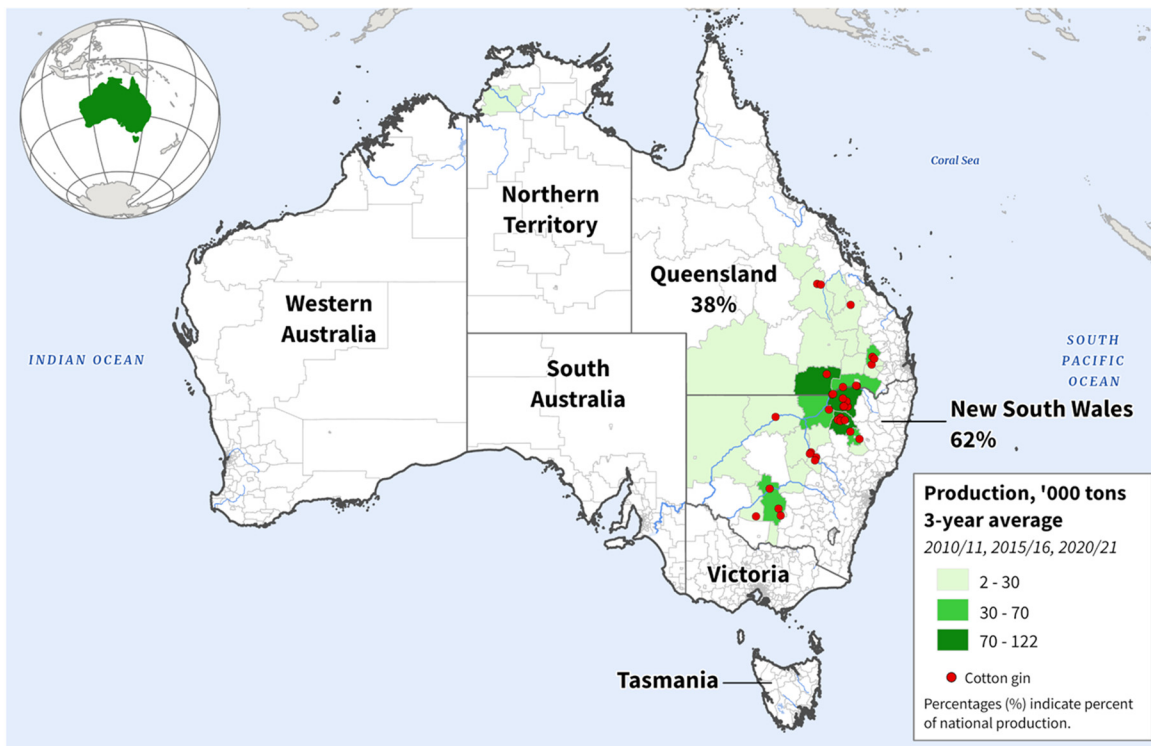 Coral Sea
Northern
Territory
Queensland
38%
Western
Australia
INDIAN OCEAN
South
Australia
SOUTH
PACIFIC
OCEAN
New South Wales
62%
Victoria
Tasmania
Production, '000 tons
3-year average
2010/11, 2015/16, 2020/21
2 - 30
30 - 70
70 - 122
Cotton gin
Percentages (%) indicate percent
of national production.